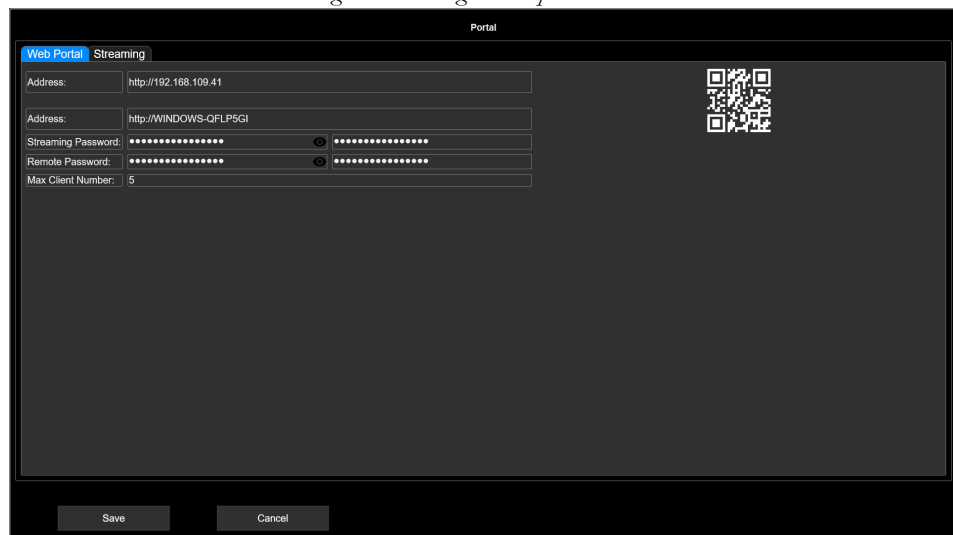 Portal
Web Portal Streaming
Address: http://192.168.109.41
Address: http://WINDOWS-QFLP5GI
Streaming Password: •••••••••••••••• ••••••••••••••••
Remote Password: •••••••••••••••• ••••••••••••••••
Max Client Number: 5
Save Cancel